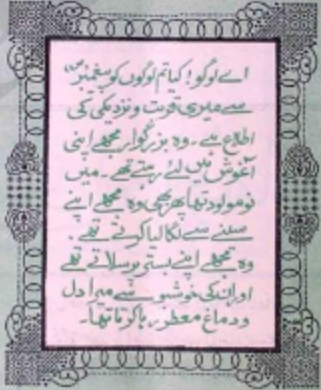 اے لوگو! کیا تم لوگوں کو پیغمبرؐ
سے میری قربت و نزدیکی کی
اطلاع ہے۔ وہ بزرگوار مجھے اپنی
آغوش میں لئے رہتے تھے۔ میں
نومولود تھا پھر بھی وہ مجھے اپنے
سینے سے لگا لیا کرتے تھے۔
وہ مجھے اپنے بستر پر سلاتے تھے
اور ان کی خوشبو سے میرا دل
و دماغ معطر رہا کرتا تھا۔